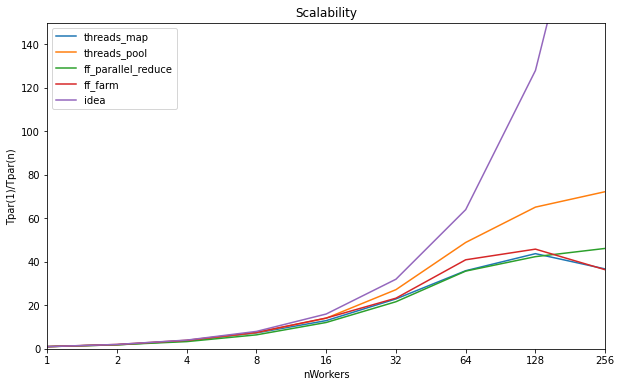 Scalability
threads_map
threads_pool
ff_parallel_reduce
ff_farm
idea
Tpar(1)/Tpar(n)
140
120
100
80
60
40
20
0
1 2 4 8 16 32 64 128 256
nWorkers